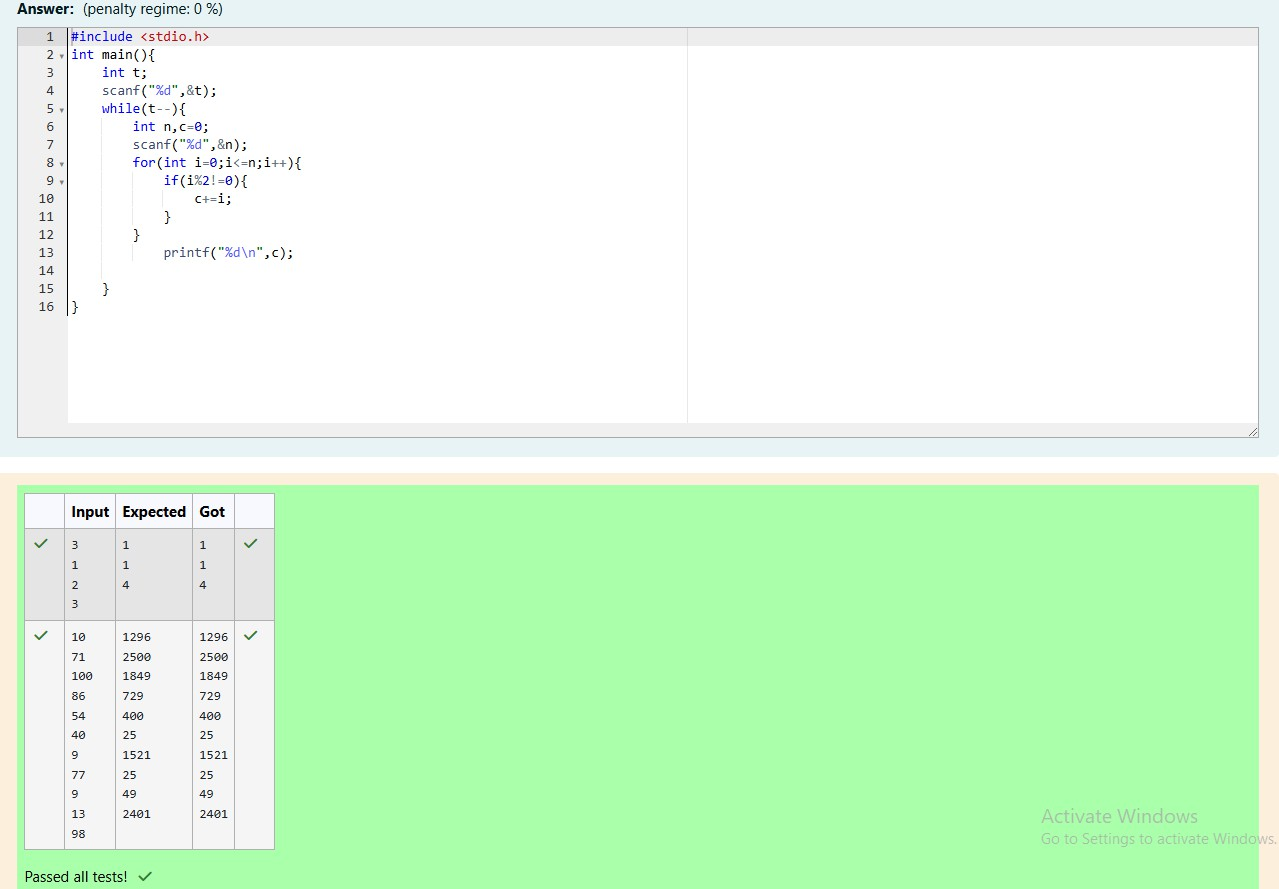 Answer: (penalty regime: 0 %)
1 #include <stdio.h>
2 int main(){
3     int t;
4     scanf("%d",&t);
5     while(t--){
6         int n,c=0;
7         scanf("%d",&n);
8         for(int i=0;i<=n;i++){
9             if(i%2!=0){
10                 c+=i;
11             }
12         }
13             printf("%d\n",c);
14
15     }
16 }
Input Expected Got
3 1 1
1 1 1
2 4 4
3
10 1296 1296
71 2500 2500
100 1849 1849
86 729 729
54 400 400
40 25 25
9 1521 1521
77 25 25
9 49 49
13 2401 2401
98
Activate Windows
Go to Settings to activate Windows.
Passed all tests!